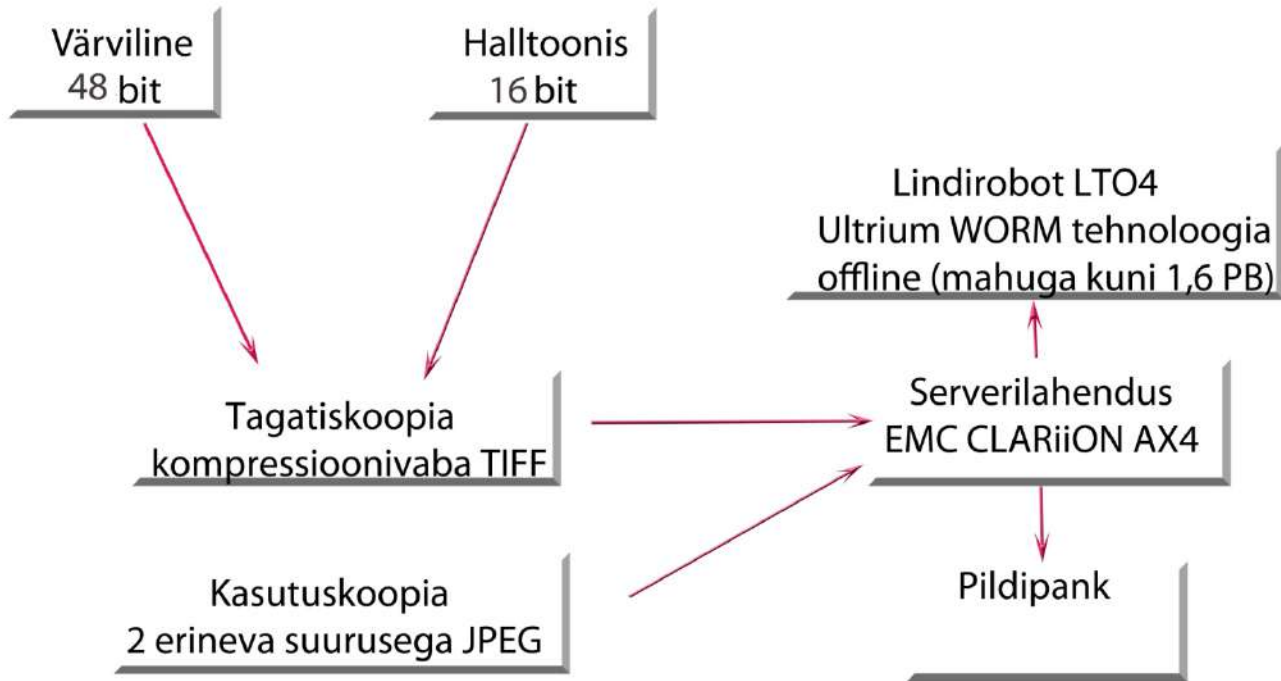 Värviline
48 bit
Halltoonis
16 bit
Lindirobot LTO4
Ultrium WORM tehnoloogia
offline (mahuga kuni 1,6 PB)
Tagatiskoopia
kompressioonivaba TIFF
Serverilahendus
EMC CLARiiON AX4
Kasutuskoopia
2 erineva suurusega JPEG
Pildipank